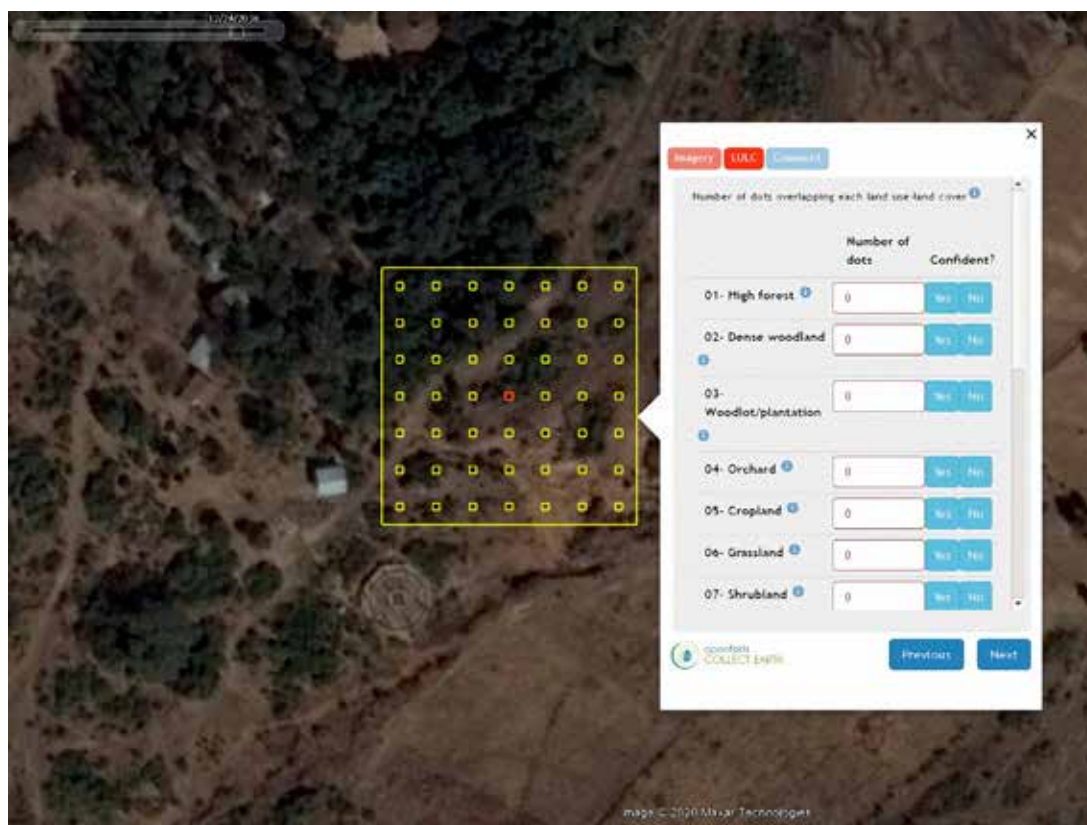 Imagery LULC Comment
Number of dots overlapping each land use-land cover
Number of
dots
Confident?
01- High forest
0
Yes No
02- Dense woodland
0
Yes No
03-
Woodlot/plantation
0
Yes No
04- Orchard
0
Yes No
05- Cropland
0
Yes No
06- Grassland
0
Yes No
07- Shrubland
0
Yes No
openforis
COLLECT EARTH
Previous
Next
Image © 2020 Maxar Technologies